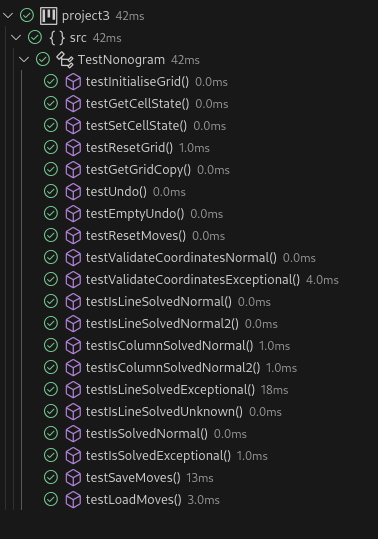 project3 42ms
{ } src 42ms
TestNonogram 42ms
testInitialiseGrid() 0.0ms
testGetCellState() 0.0ms
testSetCellState() 0.0ms
testResetGrid() 1.0ms
testGetGridCopy() 0.0ms
testUndo() 0.0ms
testEmptyUndo() 0.0ms
testResetMoves() 0.0ms
testValidateCoordinatesNormal() 0.0ms
testValidateCoordinatesExceptional() 4.0ms
testIsLineSolvedNormal() 0.0ms
testIsLineSolvedNormal2() 0.0ms
testIsColumnSolvedNormal() 1.0ms
testIsColumnSolvedNormal2() 1.0ms
testIsLineSolvedExceptional() 18ms
testIsLineSolvedUnknown() 0.0ms
testIsSolvedNormal() 0.0ms
testIsSolvedExceptional() 1.0ms
testSaveMoves() 13ms
testLoadMoves() 3.0ms